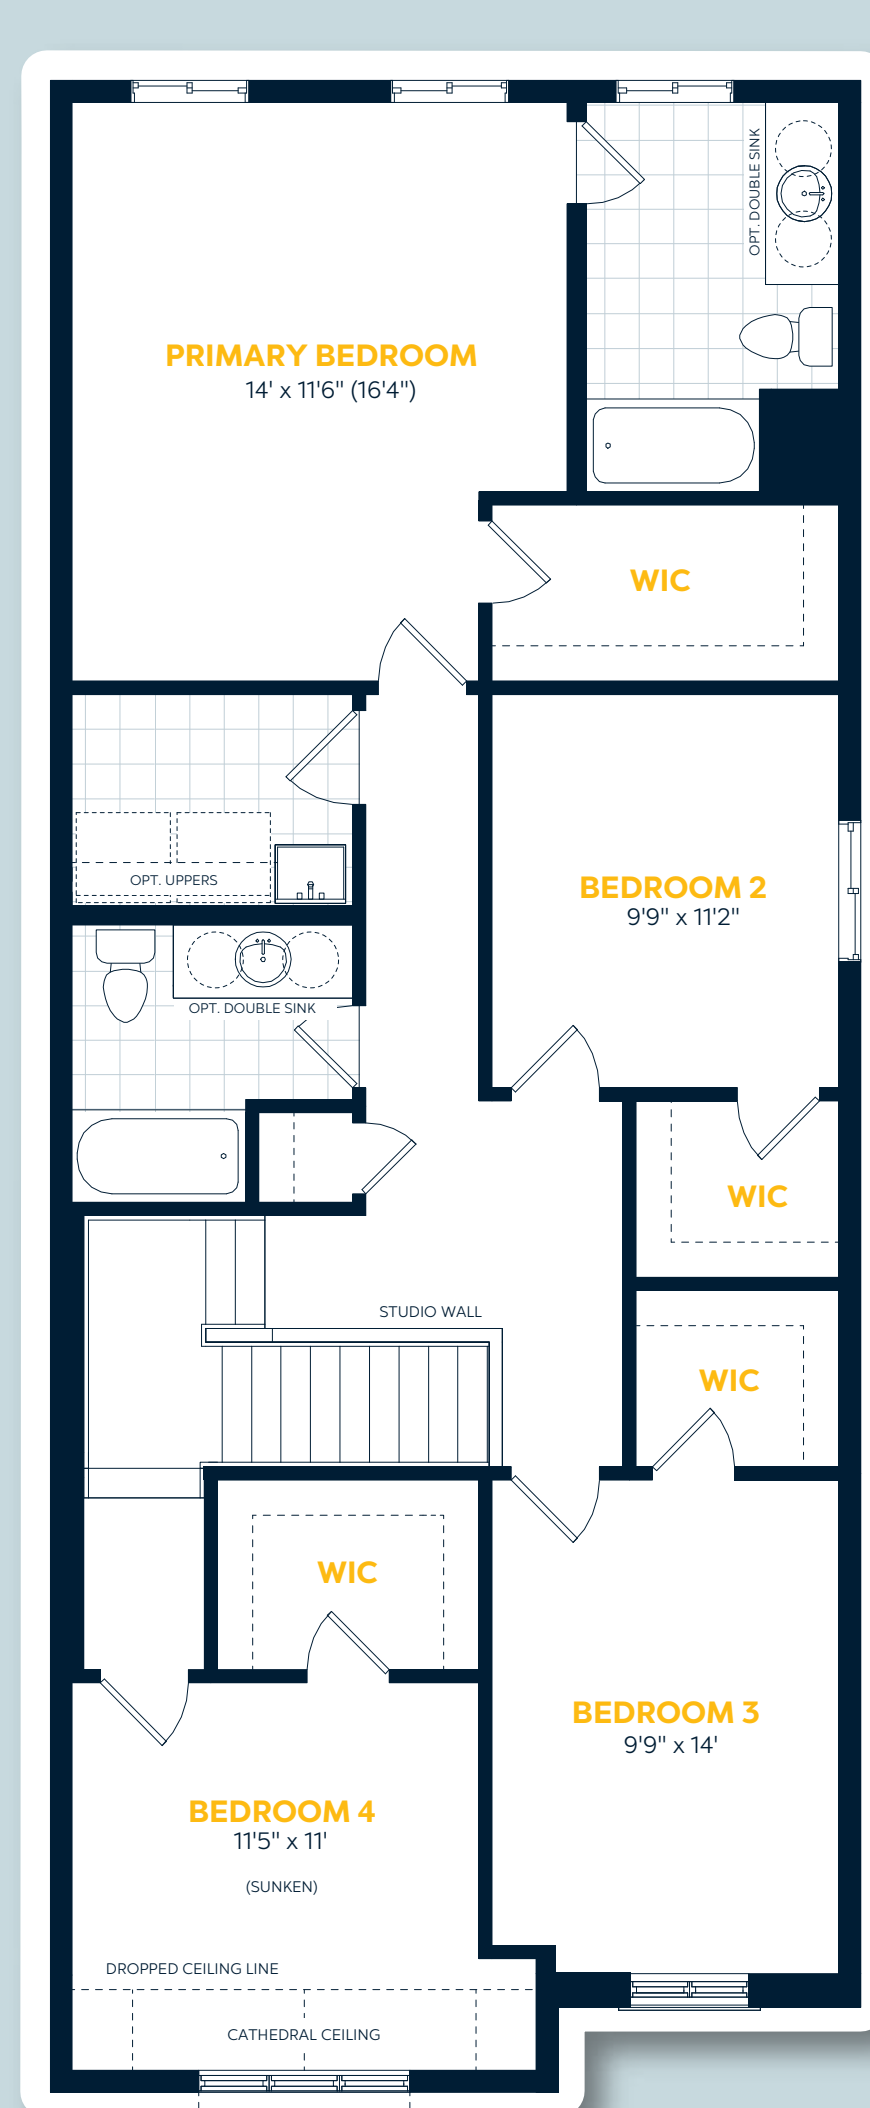 OPT. DOUBLE SINK
PRIMARY BEDROOM
14' x 11'6" (16'4")
WIC
OPT. UPPERS
BEDROOM 2
9'9" x 11'2"
OPT. DOUBLE SINK
WIC
STUDIO WALL
WIC
WIC
BEDROOM 3
9'9" x 14'
BEDROOM 4
11'5" x 11'
(SUNKEN)
DROPPED CEILING LINE
CATHEDRAL CEILING